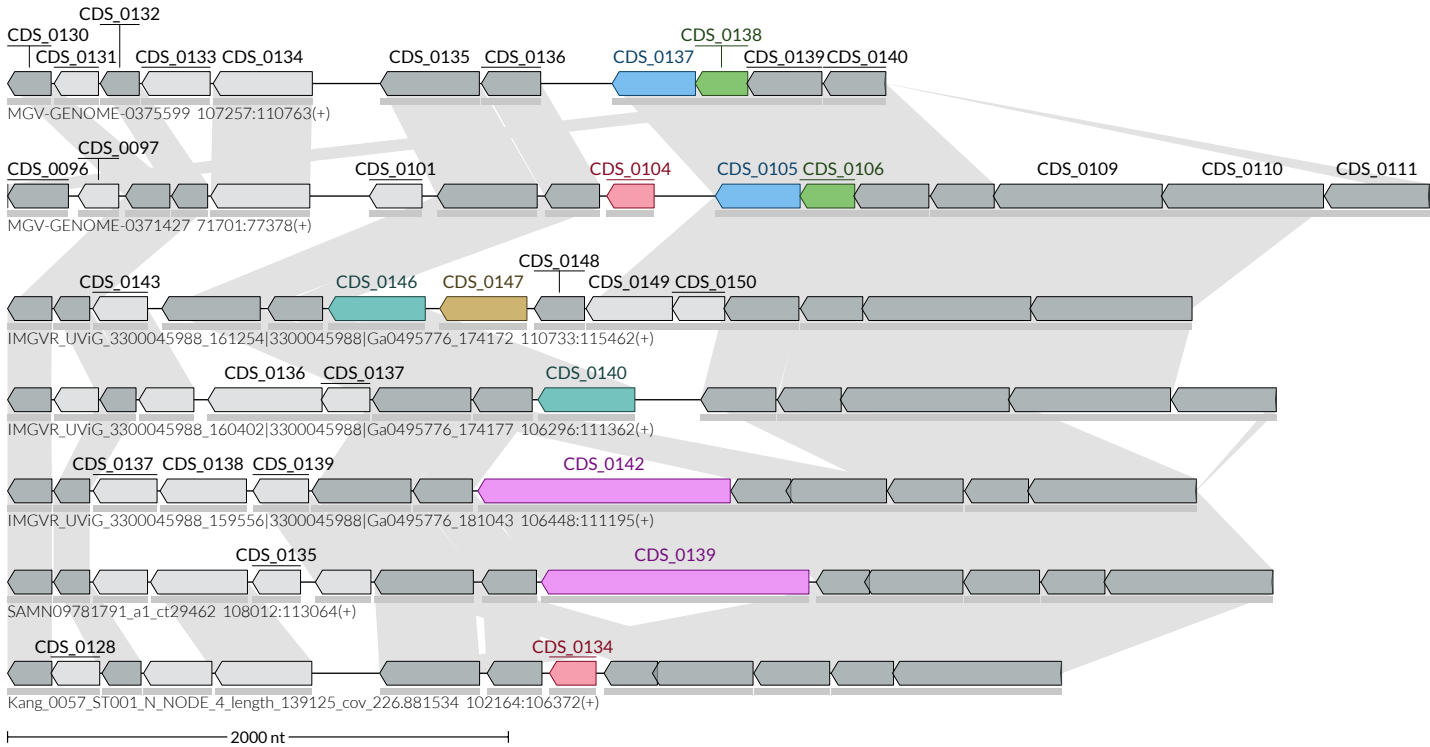 CDS_0132
CDS_0130 CDS_0138
CDS_0131 CDS_0133 CDS_0134 CDS_0135 CDS_0136 CDS_0137 CDS_0139 CDS_0140
MGV-GENOME-0375599 107257:110763(+)
CDS_0097
CDS_0096 CDS_0101 CDS_0104 CDS_0105 CDS_0106 CDS_0109 CDS_0110 CDS_0111
MGV-GENOME-0371427 71701:77378(+)
CDS_0148
CDS_0143 CDS_0146 CDS_0147 CDS_0149 CDS_0150
IMGVR_UViG_3300045988_161254|3300045988|Ga0495776_174172 110733:115462(+)
CDS_0136 CDS_0137 CDS_0140
IMGVR_UViG_3300045988_160402|3300045988|Ga0495776_174177 106296:111362(+)
CDS_0137 CDS_0138 CDS_0139 CDS_0142
IMGVR_UViG_3300045988_159556|3300045988|Ga0495776_181043 106448:111195(+)
CDS_0135 CDS_0139
SAMN09781791_a1_ct29462 108012:113064(+)
CDS_0128 CDS_0134
Kang_0057_ST001_N_NODE_4_length_139125_cov_226.881534 102164:106372(+)
2000 nt